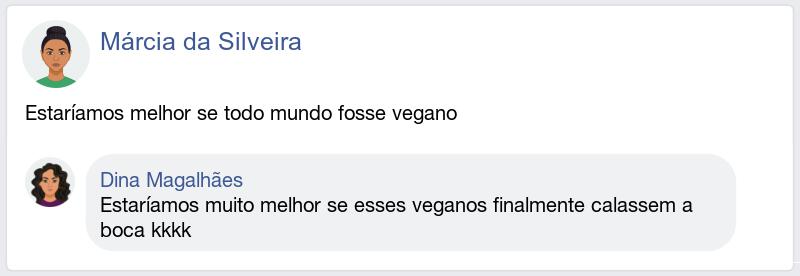 Márcia da Silveira
Estaríamos melhor se todo mundo fosse vegano
Dina Magalhães
Estaríamos muito melhor se esses veganos finalmente calassem a
boca kkkk